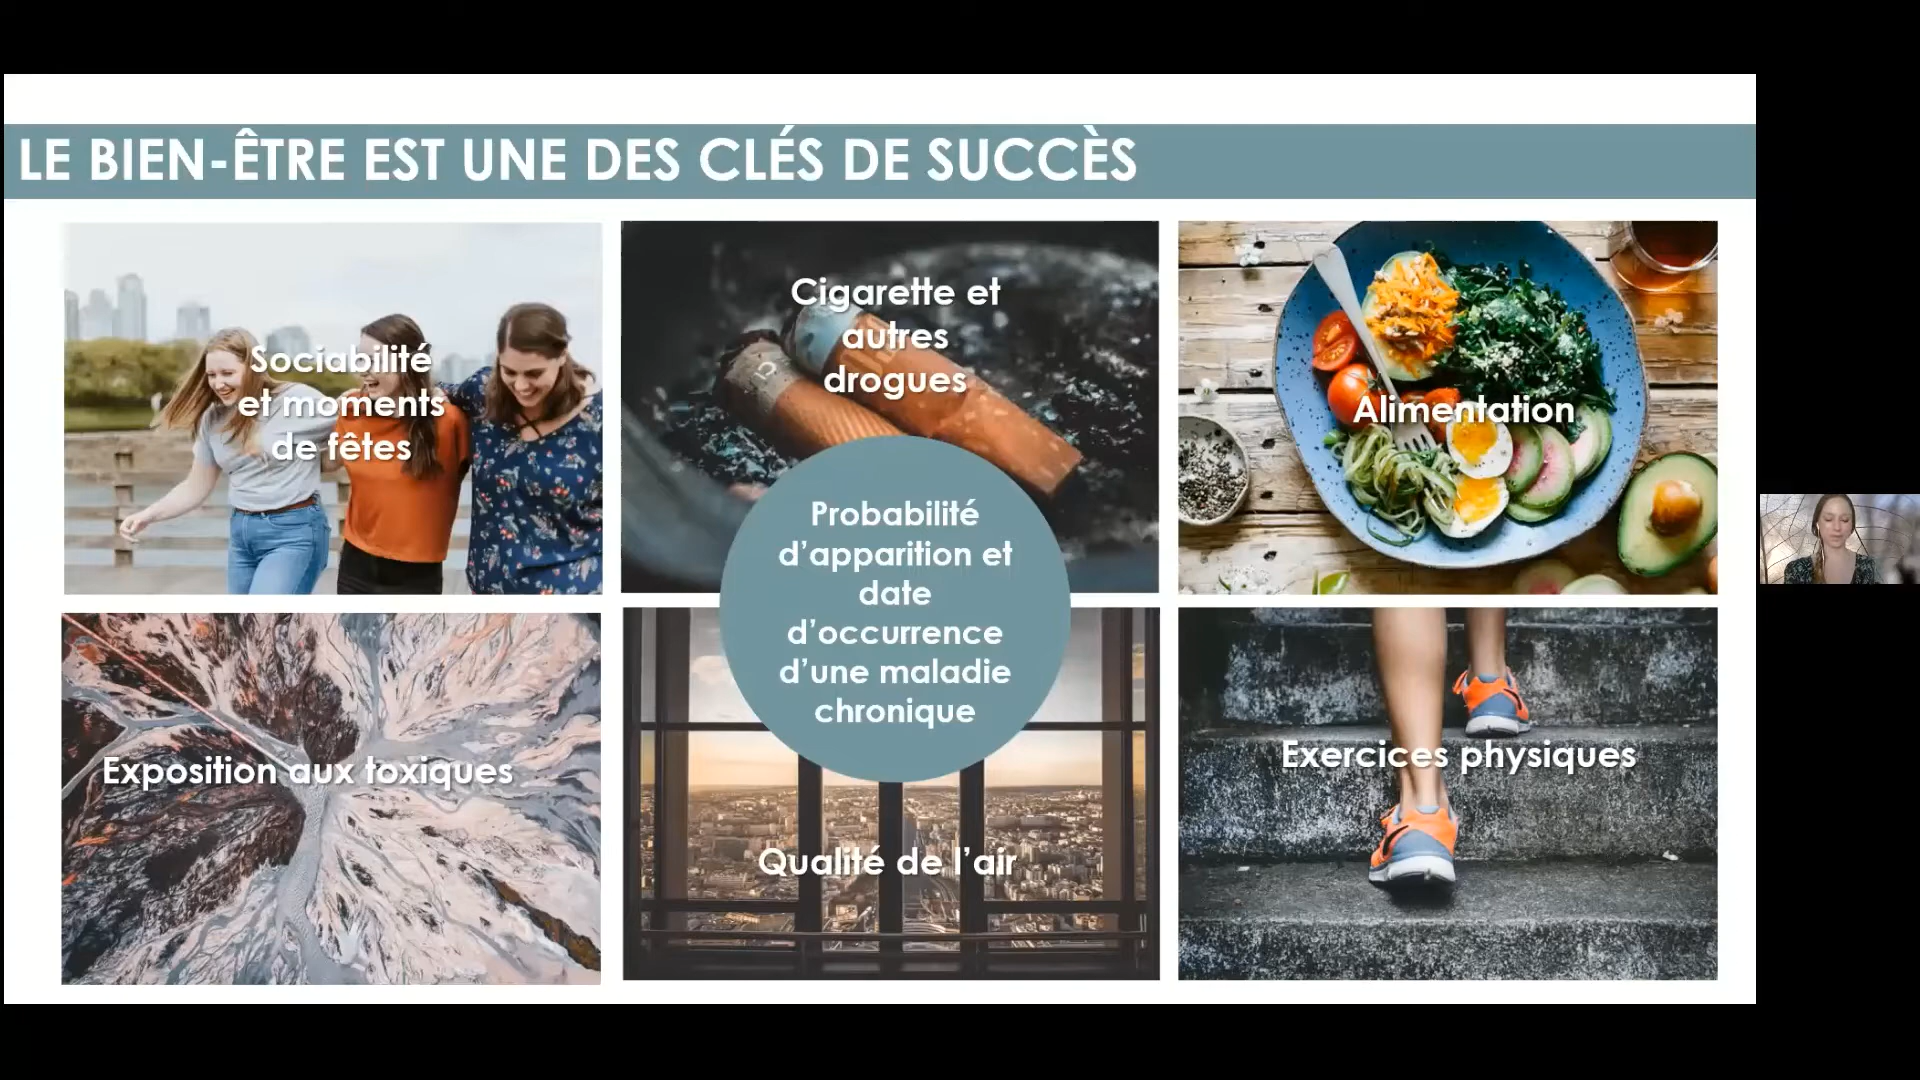 LE BIEN-ÊTRE EST UNE DES CLÉS DE SUCCÈS
Sociabilité
et moments
de fêtes
Cigarette et
autres
drogues
Alimentation
Probabilité
d'apparition et
date
d'occurrence
d'une maladie
chronique
Exposition aux toxiques
Qualité de l'air
Exercices physiques